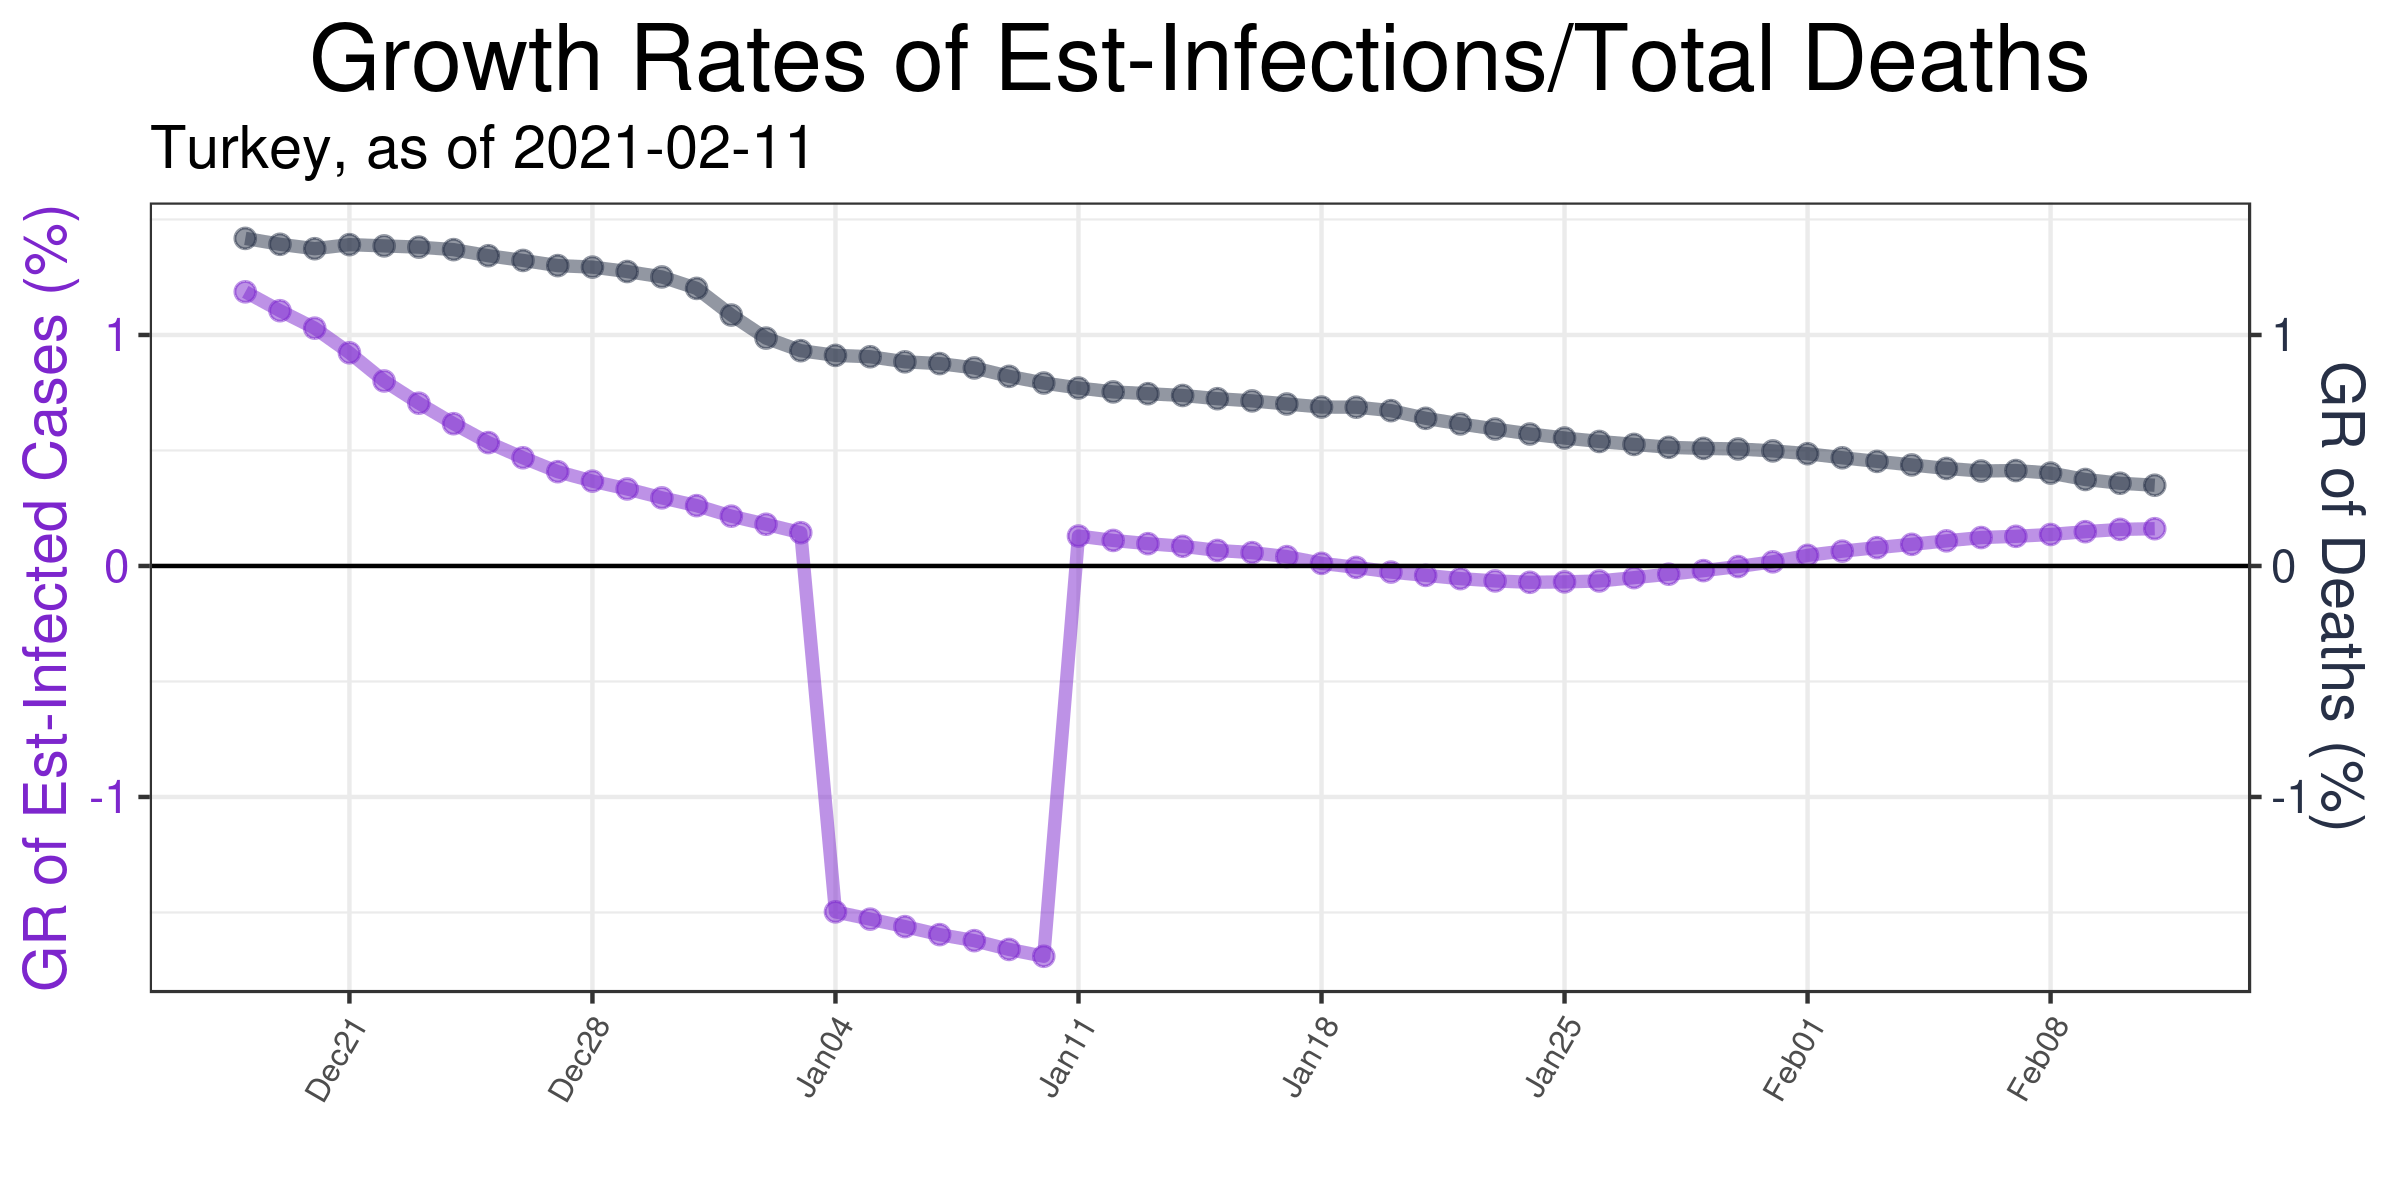 Growth Rates of Est-Infections/Total Deaths
Turkey, as of 2021-02-11
GR of Est-Infected Cases (%)
1
0
-1
1
0
-1
GR of Deaths (%)
Dec21
Dec28
Jan04
Jan11
Jan18
Jan25
Feb01
Feb08